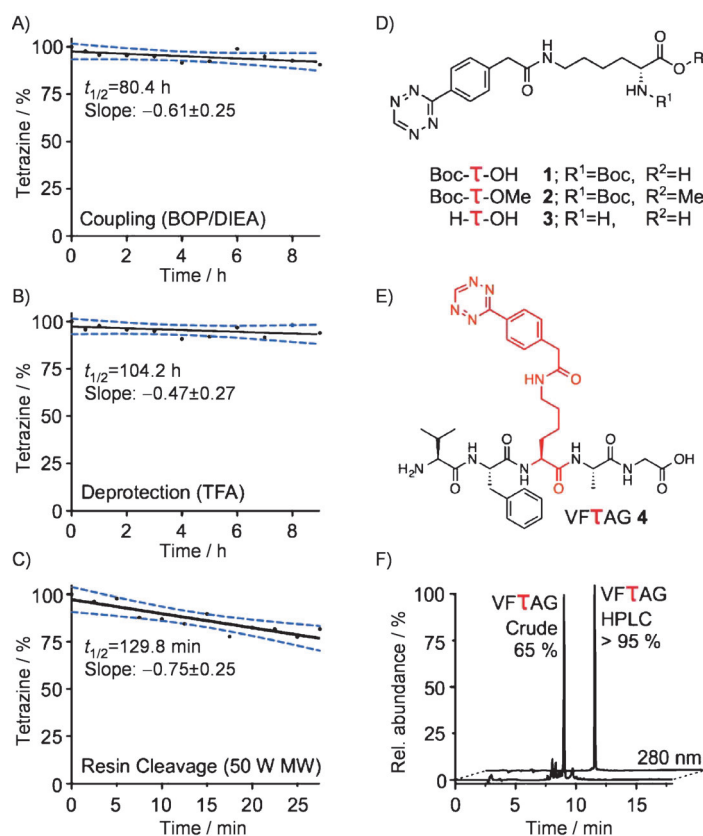 A)
Tetrazine / %
100
75
50
25
0
t1/2=80.4 h
Slope: −0.61±0.25
Coupling (BOP/DIEA)
0 2 4 6 8
Time / h
B)
Tetrazine / %
100
75
50
25
0
t1/2=104.2 h
Slope: −0.47±0.27
Deprotection (TFA)
0 2 4 6 8
Time / h
C)
Tetrazine / %
100
75
50
25
0
t1/2=129.8 min
Slope: −0.75±0.25
Resin Cleavage (50 W MW)
0 5 10 15 20 25
Time / min
D)
N N
N N
H
N
O
O
O
HN
R1
Boc-T-OH 1; R1=Boc, R2=H
Boc-T-OMe 2; R1=Boc, R2=Me
H-T-OH 3; R1=H, R2=H
E)
N N
N N
HN O
H2N
O
H
N
O
N
H
O
H
N
O
N
H
O
OH
VFTAG 4
F)
Rel. abundance / %
100
75
50
25
0
VFTAG
Crude
65 %
VFTAG
HPLC
> 95 %
280 nm
0 5 10 15
Time / min